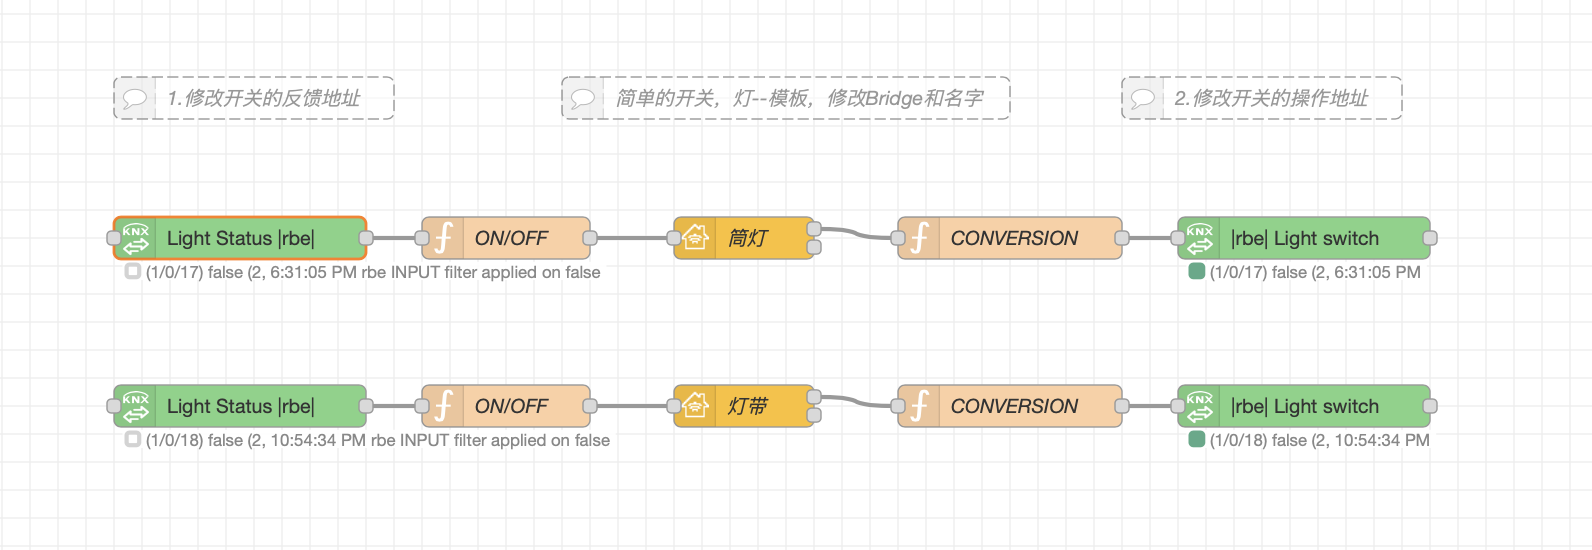 1.修改开关的反馈地址
简单的开关，灯--模板，修改Bridge和名字
2.修改开关的操作地址
KNX
Light Status |rbe|
ON/OFF
筒灯
CONVERSION
KNX
|rbe| Light switch
(1/0/17) false (2, 6:31:05 PM rbe INPUT filter applied on false
(1/0/17) false (2, 6:31:05 PM
KNX
Light Status |rbe|
ON/OFF
灯带
CONVERSION
KNX
|rbe| Light switch
(1/0/18) false (2, 10:54:34 PM rbe INPUT filter applied on false
(1/0/18) false (2, 10:54:34 PM